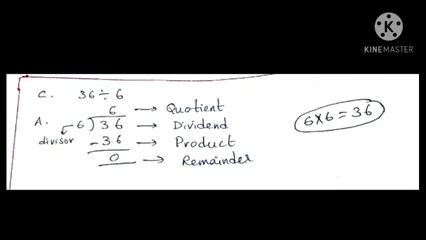 KINEMASTER
C. 36 ÷ 6
6 → Quotient
A. 6) 36 → Dividend
divisor - 36 → Product
0 → Remainder
6 x 6 = 36